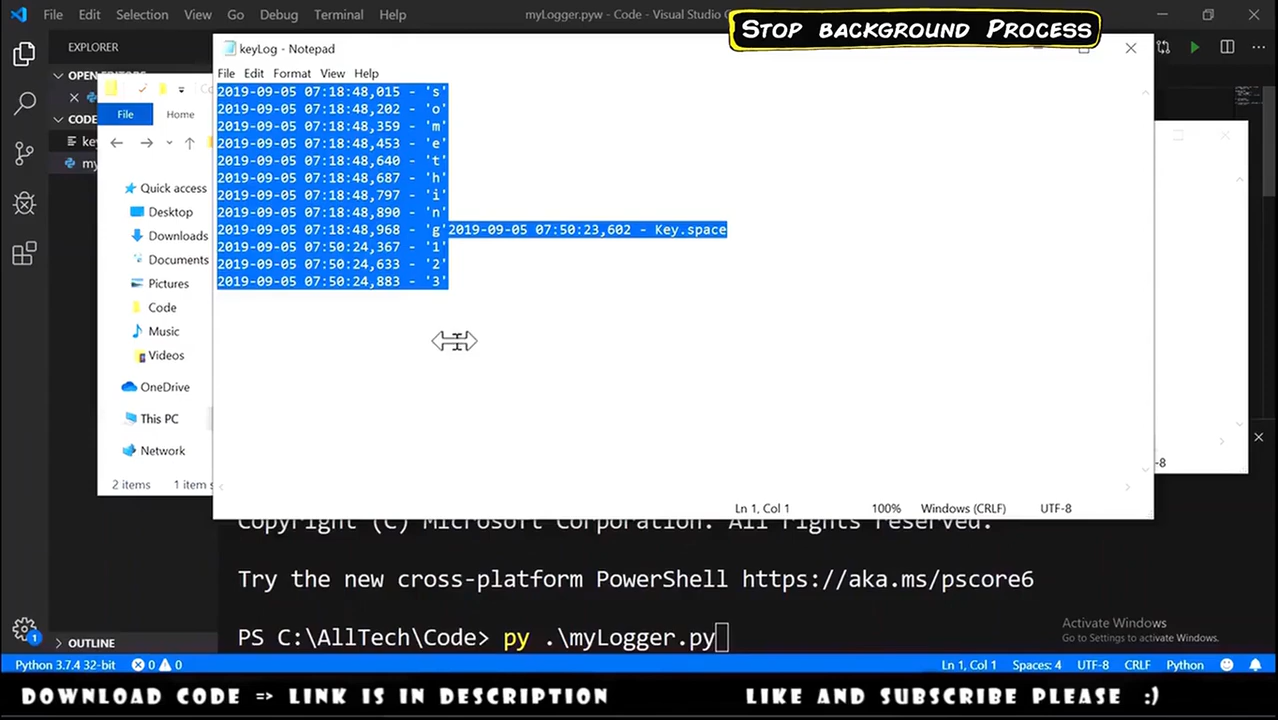 File Edit Selection View Go Debug Terminal Help
myLogger.pyw - Code - Visual Studio
STOP BACKGROUND PROCESS
EXPLORER
OPEN EDITORS
CODE
File
Home
Quick access
Desktop
Downloads
Documents
Pictures
Code
Music
Videos
OneDrive
This PC
Network
2 items
keyLog - Notepad
File Edit Format View Help
2019-09-05 07:18:48,015 - 's'
2019-09-05 07:18:48,202 - 'o'
2019-09-05 07:18:48,359 - 'm'
2019-09-05 07:18:48,453 - 'e'
2019-09-05 07:18:48,640 - 't'
2019-09-05 07:18:48,687 - 'h'
2019-09-05 07:18:48,797 - 'i'
2019-09-05 07:18:48,890 - 'n'
2019-09-05 07:18:48,968 - 'g'2019-09-05 07:50:23,602 - Key.space
2019-09-05 07:50:24,367 - '1'
2019-09-05 07:50:24,633 - '2'
2019-09-05 07:50:24,883 - '3'
Ln 1, Col 1 100% Windows (CRLF) UTF-8
-8
Copyright (C) Microsoft Corporation. All rights reserved.
Try the new cross-platform PowerShell https://aka.ms/pscore6
PS C:\AllTech\Code> py .\myLogger.py
Activate Windows
Go to Settings to activate Windows.
1
OUTLINE
Python 3.7.4 32-bit 0 0 Ln 1, Col 1 Spaces: 4 UTF-8 CRLF Python
DOWNLOAD CODE => LINK IS IN DESCRIPTION LIKE AND SUBSCRIBE PLEASE :)